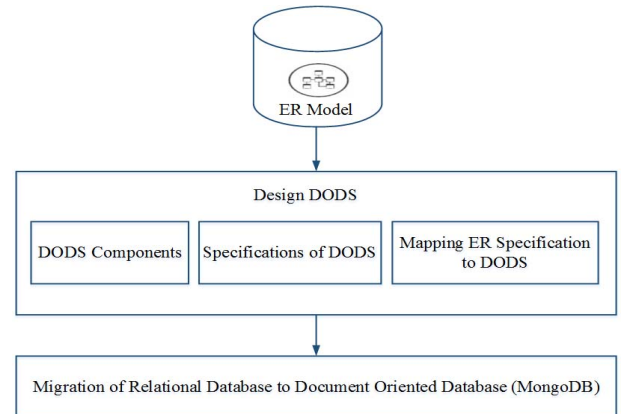 ER Model
Design DODS
DODS Components
Specifications of DODS
Mapping ER Specification
to DODS
Migration of Relational Database to Document Oriented Database (MongoDB)